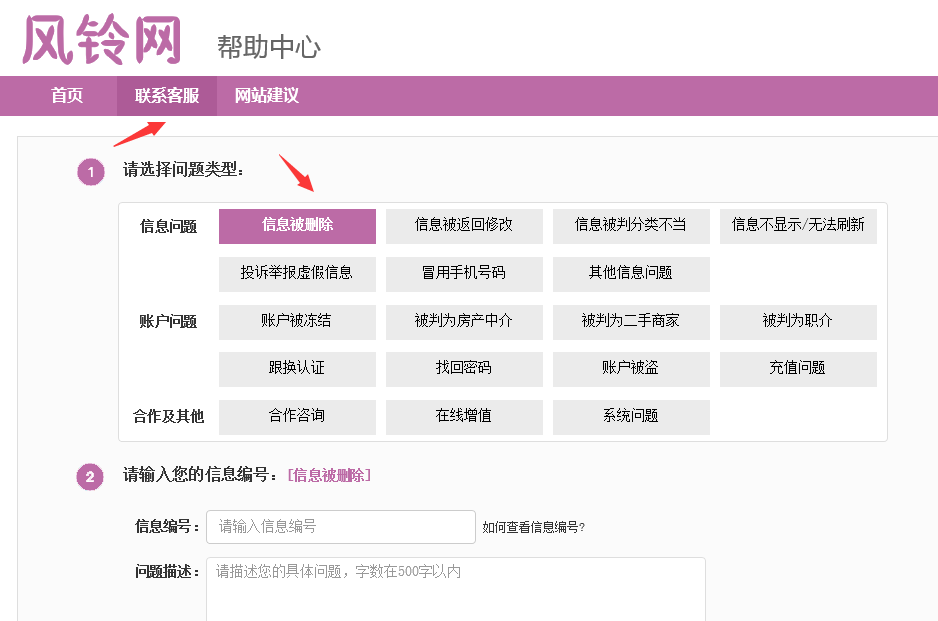 风铃网 帮助中心
首页 联系客服 网站建议
1 请选择问题类型：
信息问题 信息被删除 信息被返回修改 信息被判分类不当 信息不显示/无法刷新
投诉举报虚假信息 冒用手机号码 其他信息问题
账户问题 账户被冻结 被判为房产中介 被判为二手商家 被判为职介
跟换认证 找回密码 账户被盗 充值问题
合作及其他 合作咨询 在线增值 系统问题
2 请输入您的信息编号：[信息被删除]
信息编号： 请输入信息编号 如何查看信息编号?
问题描述： 请描述您的具体问题，字数在500字以内